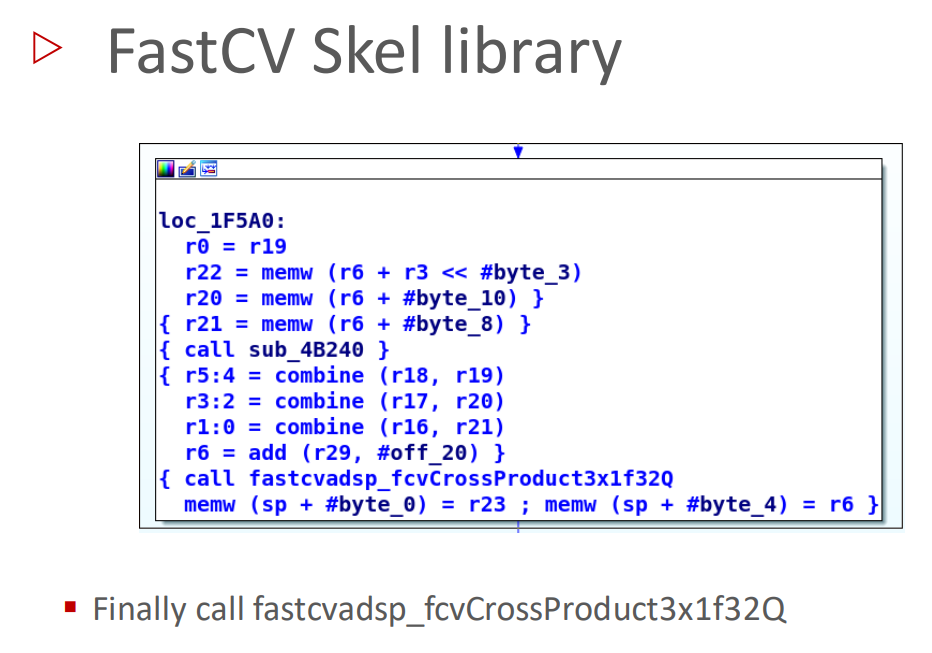 FastCV Skel library
loc_1F5A0:
r0 = r19
r22 = memw (r6 + r3 << #byte_3)
r20 = memw (r6 + #byte_10) }
{ r21 = memw (r6 + #byte_8) }
{ call sub_4B240 }
{ r5:4 = combine (r18, r19)
r3:2 = combine (r17, r20)
r1:0 = combine (r16, r21)
r6 = add (r29, #off_20) }
{ call fastcvadsp_fcvCrossProduct3x1f32Q
memw (sp + #byte_0) = r23 ; memw (sp + #byte_4) = r6 }
Finally call fastcvadsp_fcvCrossProduct3x1f32Q